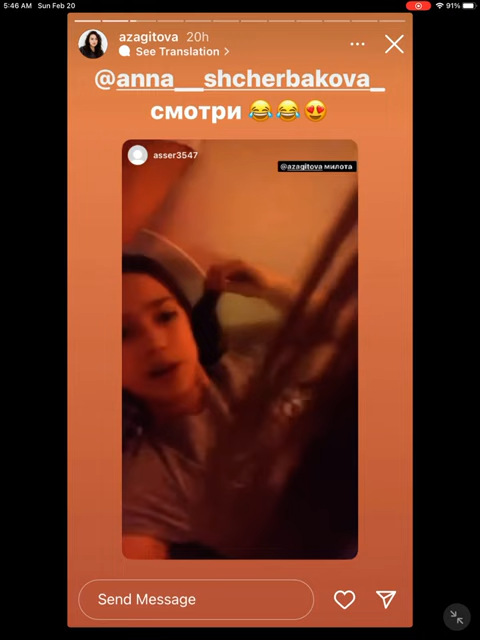 5:46 AM Sun Feb 20 91%
azagitova 20h
See Translation >
@anna__shcherbakova_
смотри 😂😂😍
asser3547
@azagitova милота
Send Message